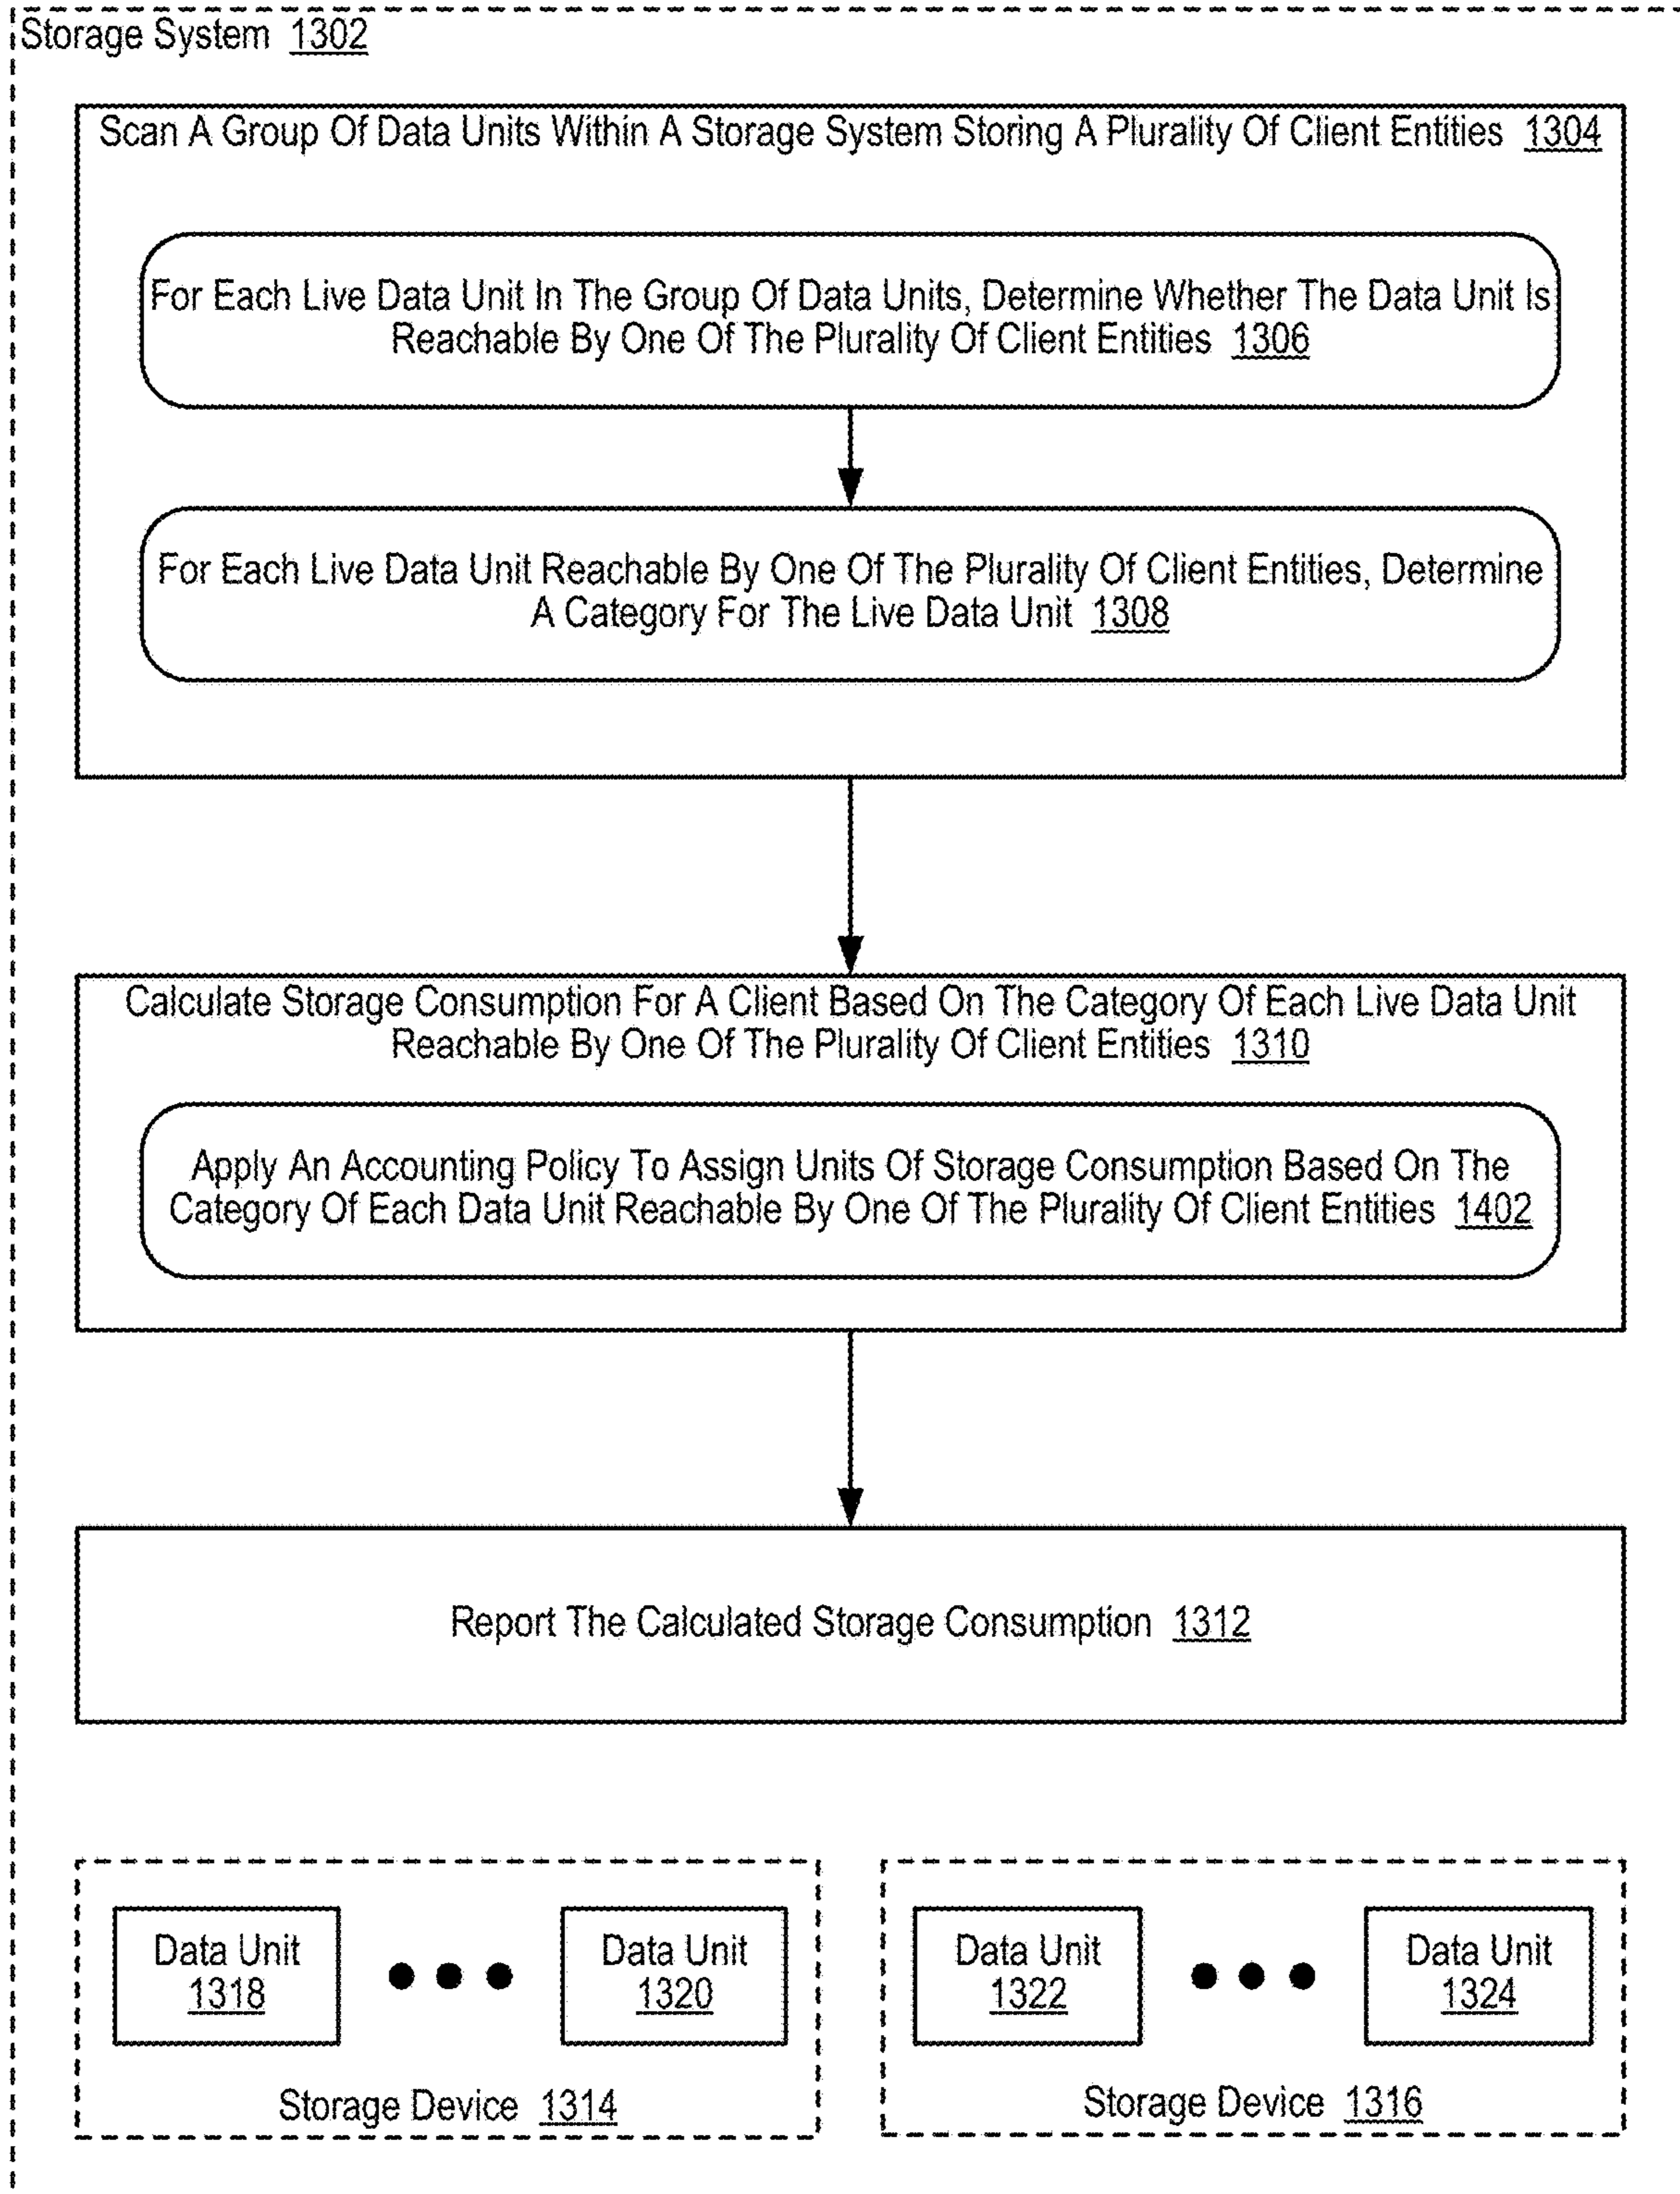 Storage System 1302
Scan A Group Of Data Units Within A Storage System Storing A Plurality Of Client Entities 1304
For Each Live Data Unit In The Group Of Data Units, Determine Whether The Data Unit Is
Reachable By One Of The Plurality Of Client Entities 1306
For Each Live Data Unit Reachable By One Of The Plurality Of Client Entities, Determine
A Category For The Live Data Unit 1308
Calculate Storage Consumption For A Client Based On The Category Of Each Live Data Unit
Reachable By One Of The Plurality Of Client Entities 1310
Apply An Accounting Policy To Assign Units Of Storage Consumption Based On The
Category Of Each Data Unit Reachable By One Of The Plurality Of Client Entities 1402
Report The Calculated Storage Consumption 1312
Data Unit
1318
Data Unit
1320
Storage Device 1314
Data Unit
1322
Data Unit
1324
Storage Device 1316